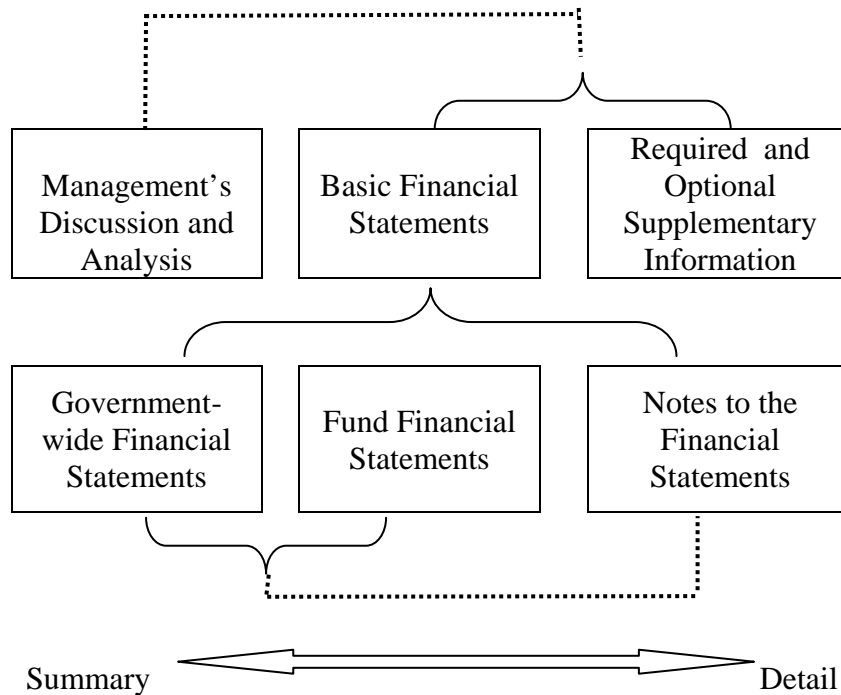 Management’s
Discussion and
Analysis
Basic Financial
Statements
Required and
Optional
Supplementary
Information
Government-
wide Financial
Statements
Fund Financial
Statements
Notes to the
Financial
Statements
Summary
Detail